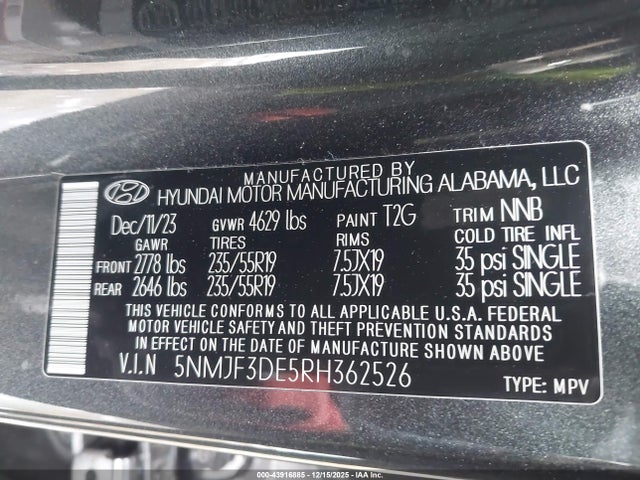 MANUFACTURED BY
HYUNDAI MOTOR MANUFACTURING ALABAMA, LLC
Dec/11/23 GVWR 4629 lbs PAINT T2G TRIM NNB
GAWR TIRES RIMS COLD TIRE INFL
FRONT 2778 lbs 235/55R19 7.5JX19 35 psi SINGLE
REAR 2646 lbs 235/55R19 7.5JX19 35 psi SINGLE
THIS VEHICLE CONFORMS TO ALL APPLICABLE U.S.A. FEDERAL
MOTOR VEHICLE SAFETY AND THEFT PREVENTION STANDARDS
IN EFFECT ON THE DATE OF MANUFACTURE SHOWN ABOVE.
V.I.N 5NMJF3DE5RH362526
TYPE: MPV
000-43916865 - 12/15/2025 - IAA Inc.